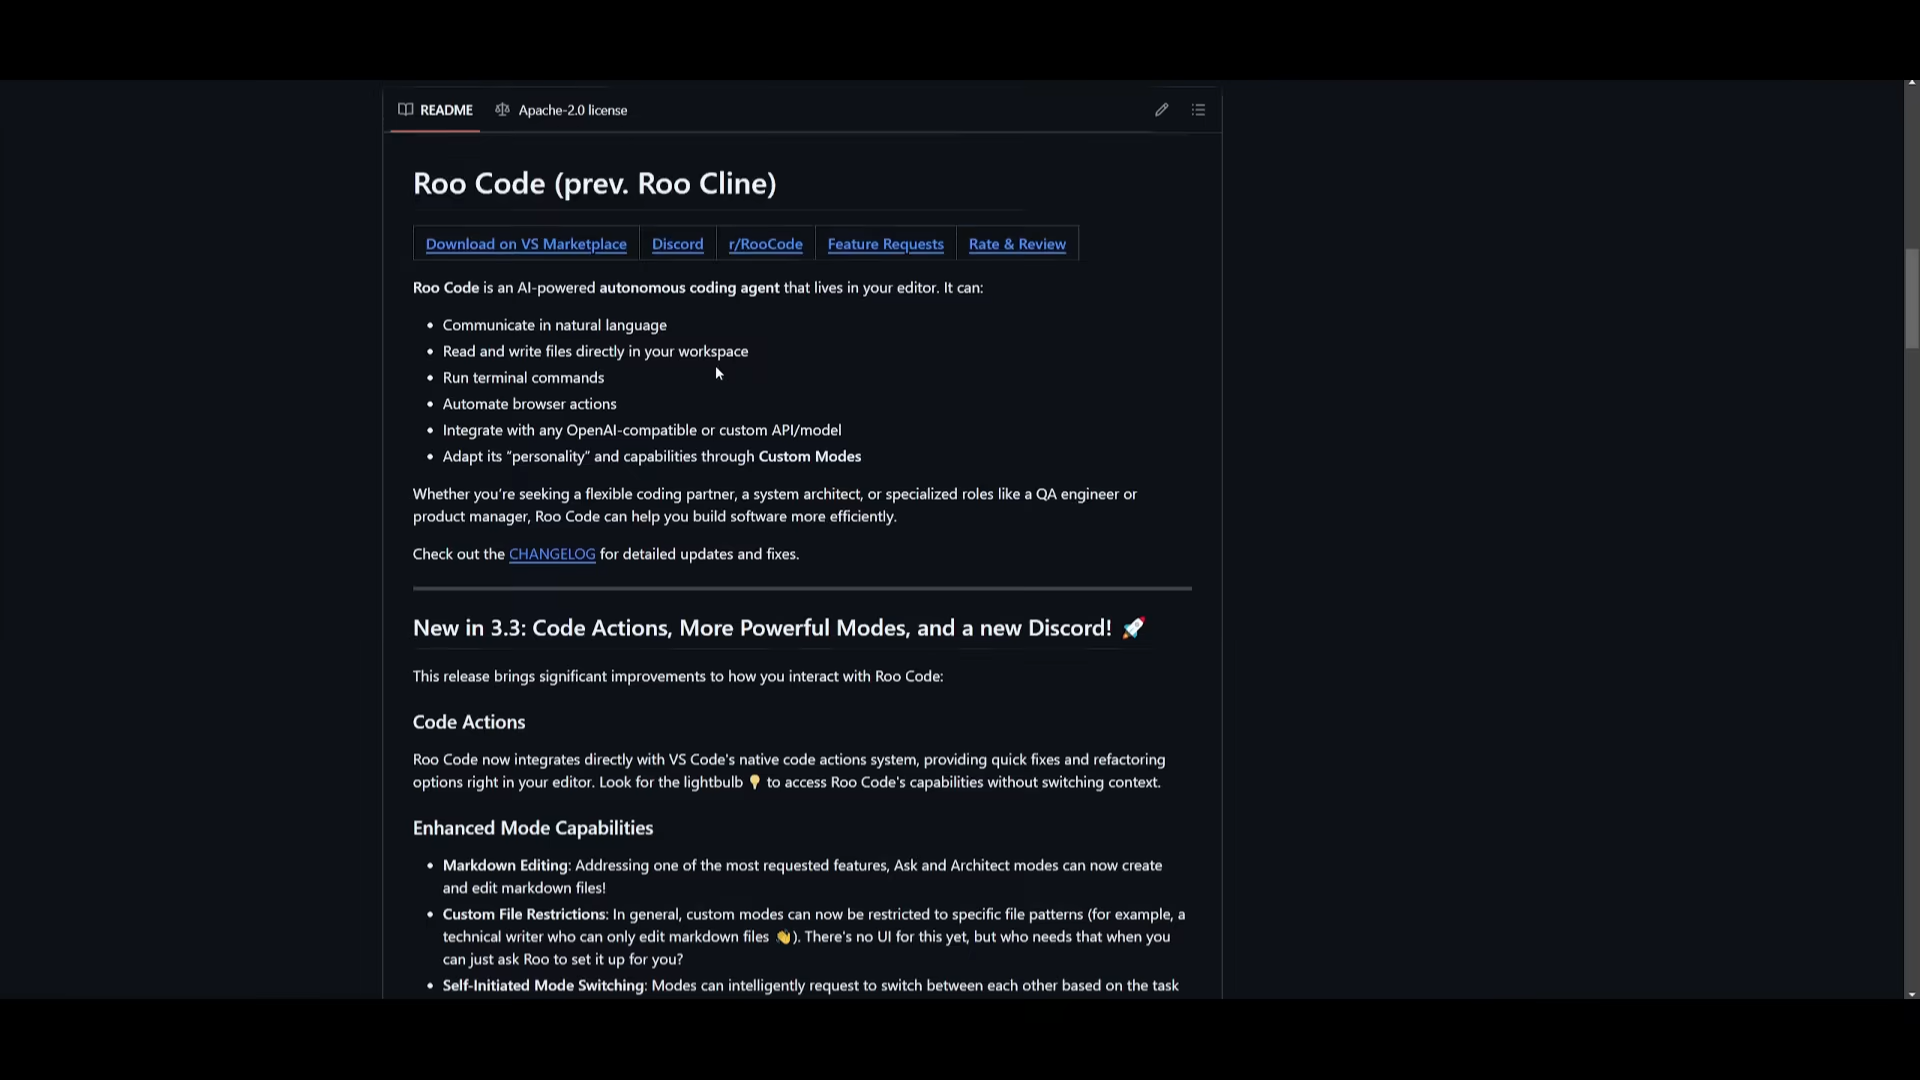 README
Apache-2.0 license
Roo Code (prev. Roo Cline)
Download on VS Marketplace
Discord
r/RooCode
Feature Requests
Rate & Review
Roo Code is an AI-powered autonomous coding agent that lives in your editor. It can:
• Communicate in natural language
• Read and write files directly in your workspace
• Run terminal commands
• Automate browser actions
• Integrate with any OpenAI-compatible or custom API/model
• Adapt its “personality” and capabilities through Custom Modes
Whether you’re seeking a flexible coding partner, a system architect, or specialized roles like a QA engineer or
product manager, Roo Code can help you build software more efficiently.
Check out the CHANGELOG for detailed updates and fixes.
New in 3.3: Code Actions, More Powerful Modes, and a new Discord! 🚀
This release brings significant improvements to how you interact with Roo Code:
Code Actions
Roo Code now integrates directly with VS Code's native code actions system, providing quick fixes and refactoring
options right in your editor. Look for the lightbulb 💡 to access Roo Code's capabilities without switching context.
Enhanced Mode Capabilities
• Markdown Editing: Addressing one of the most requested features, Ask and Architect modes can now create
and edit markdown files!
• Custom File Restrictions: In general, custom modes can now be restricted to specific file patterns (for example, a
technical writer who can only edit markdown files 👋). There's no UI for this yet, but who needs that when you
can just ask Roo to set it up for you?
• Self-Initiated Mode Switching: Modes can intelligently request to switch between each other based on the task